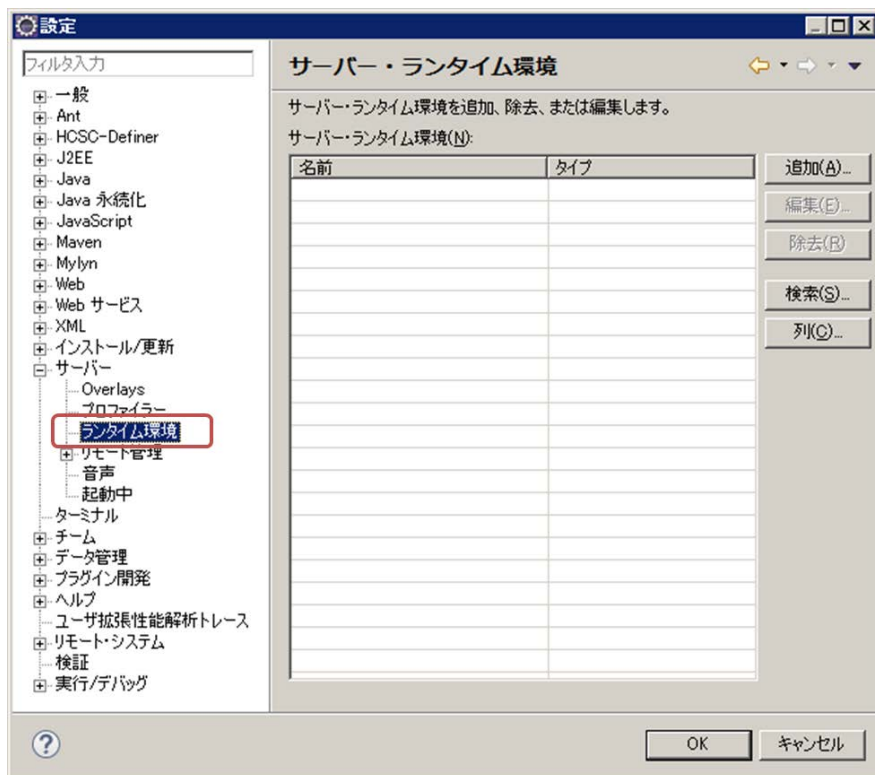 設定
フィルタ入力
一般
Ant
HCSC-Definer
J2EE
Java
Java 永続化
JavaScript
Maven
Mylyn
Web
Web サービス
XML
インストール/更新
サーバー
Overlays
プロファイラー
ランタイム環境
リモート管理
音声
起動中
ターミナル
チーム
データ管理
プラグイン開発
ヘルプ
ユーザ拡張性能解析トレース
リモート・システム
検証
実行/デバッグ
サーバー・ランタイム環境
サーバー・ランタイム環境を追加、除去、または編集します。
サーバー・ランタイム環境(N):
名前 タイプ
追加(A)...
編集(E)...
除去(R)
検索(S)...
列(C)...
OK キャンセル